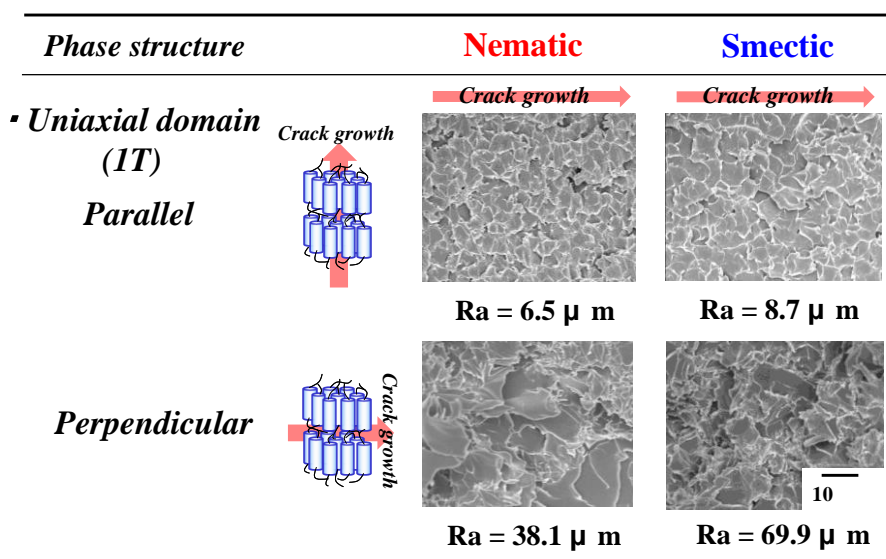 Phase structure
Nematic
Smectic
Crack growth
Crack growth
▪ Uniaxial domain
(1T)
Crack growth
Parallel
Ra = 6.5 μ m
Ra = 8.7 μ m
Perpendicular
Crack growth
10
Ra = 38.1 μ m
Ra = 69.9 μ m